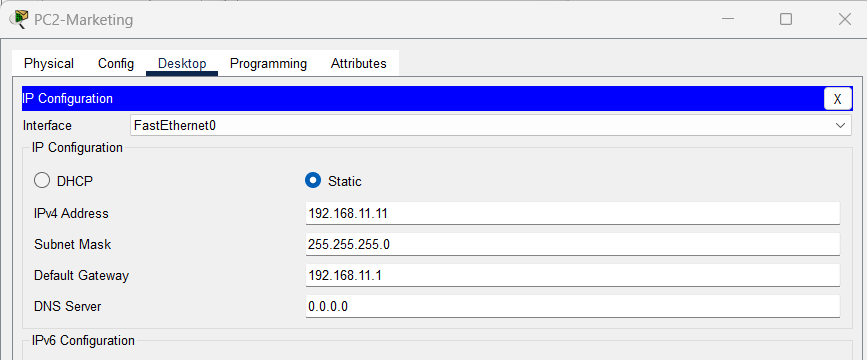 PC2-Marketing
Physical Config Desktop Programming Attributes
IP Configuration X
Interface FastEthernet0
IP Configuration
DHCP Static
IPv4 Address 192.168.11.11
Subnet Mask 255.255.255.0
Default Gateway 192.168.11.1
DNS Server 0.0.0.0
IPv6 Configuration